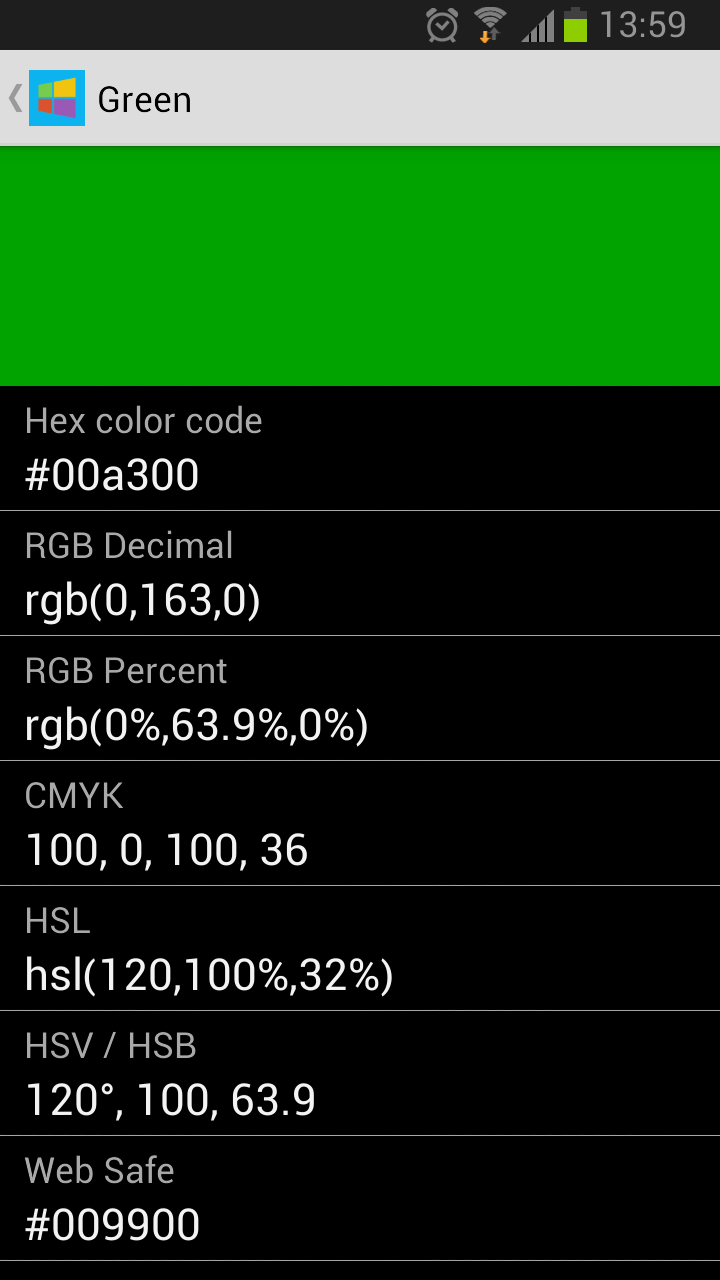 13:59
Green
Hex color code
#00a300
RGB Decimal
rgb(0,163,0)
RGB Percent
rgb(0%,63.9%,0%)
CMYK
100, 0, 100, 36
HSL
hsl(120,100%,32%)
HSV / HSB
120°, 100, 63.9
Web Safe
#009900